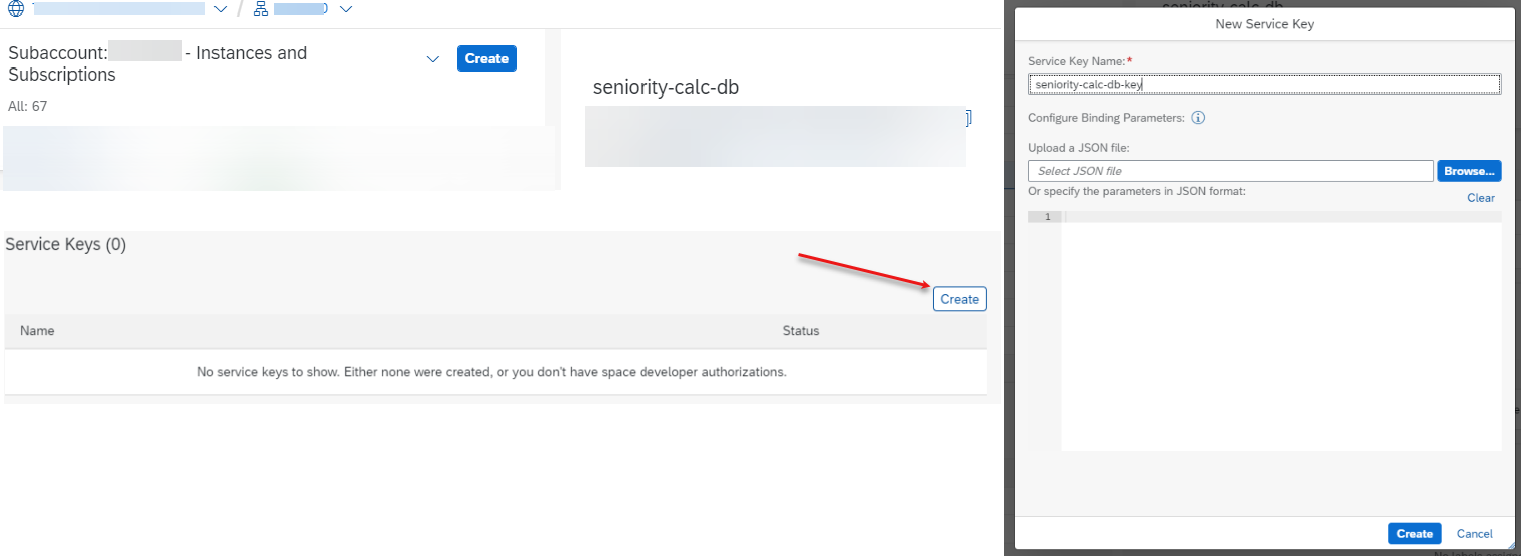 Subaccount: - Instances and
Subscriptions
Create
All: 67
seniority-calc-db
Service Keys (0)
Create
Name Status
No service keys to show. Either none were created, or you don't have space developer authorizations.
seniority-calc-db
New Service Key
Service Key Name:*
seniority-calc-db-key
Configure Binding Parameters:
Upload a JSON file:
Select JSON file
Browse...
Or specify the parameters in JSON format:
Clear
1
Create
Cancel